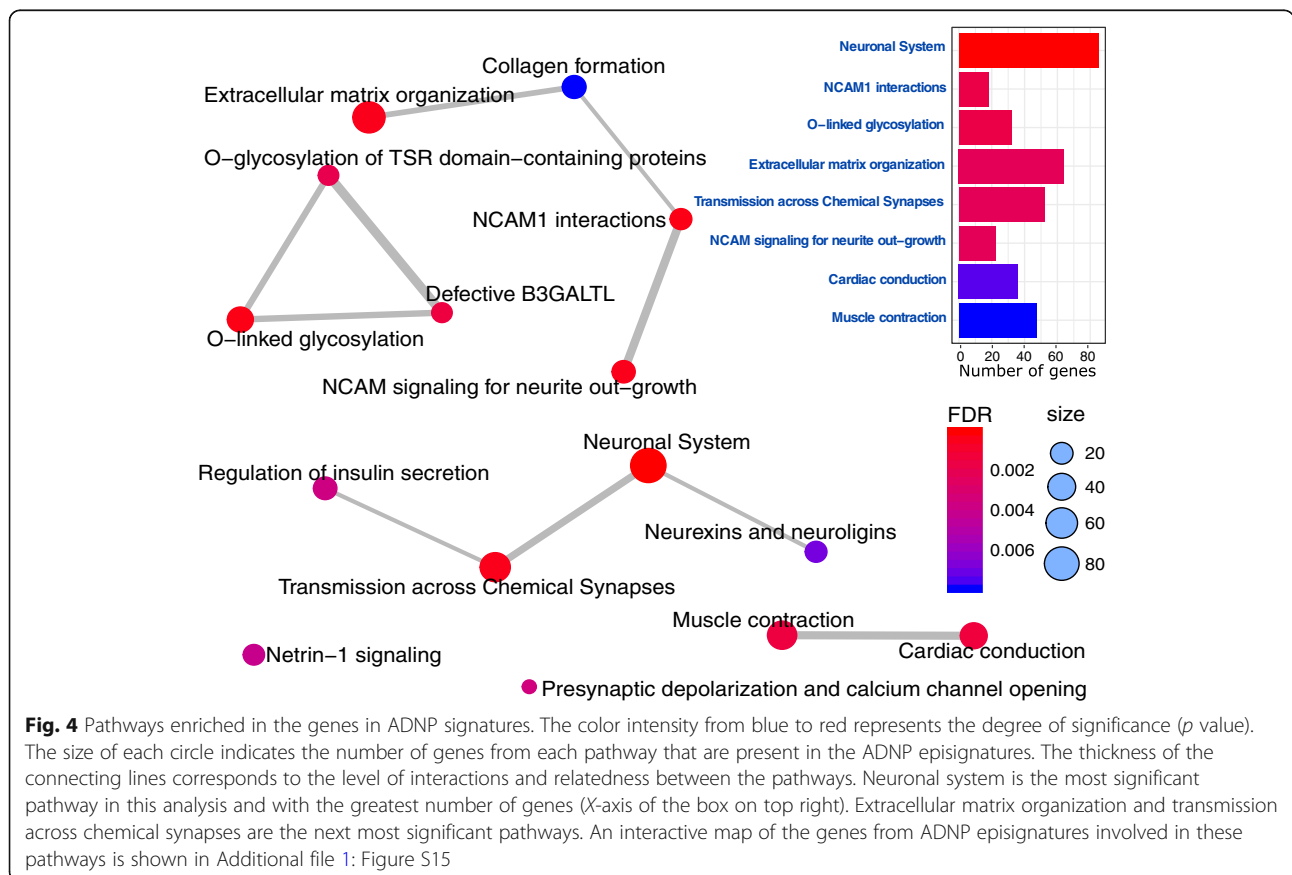 Collagen formation
Extracellular matrix organization
O−glycosylation of TSR domain−containing proteins
NCAM1 interactions
Defective B3GALTL
O−linked glycosylation
NCAM signaling for neurite out−growth
Neuronal System
Regulation of insulin secretion
Neurexins and neuroligins
Transmission across Chemical Synapses
Muscle contraction
Cardiac conduction
Netrin−1 signaling
Presynaptic depolarization and calcium channel opening
Neuronal System
NCAM1 interactions
O−linked glycosylation
Extracellular matrix organization
Transmission across Chemical Synapses
NCAM signaling for neurite out−growth
Cardiac conduction
Muscle contraction
0 20 40 60 80
Number of genes
FDR
0.002
0.004
0.006
size
20
40
60
80
Fig. 4 Pathways enriched in the genes in ADNP signatures. The color intensity from blue to red represents the degree of significance (p value).
The size of each circle indicates the number of genes from each pathway that are present in the ADNP episignatures. The thickness of the
connecting lines corresponds to the level of interactions and relatedness between the pathways. Neuronal system is the most significant
pathway in this analysis and with the greatest number of genes (X-axis of the box on top right). Extracellular matrix organization and transmission
across chemical synapses are the next most significant pathways. An interactive map of the genes from ADNP episignatures involved in these
pathways is shown in Additional file 1: Figure S15